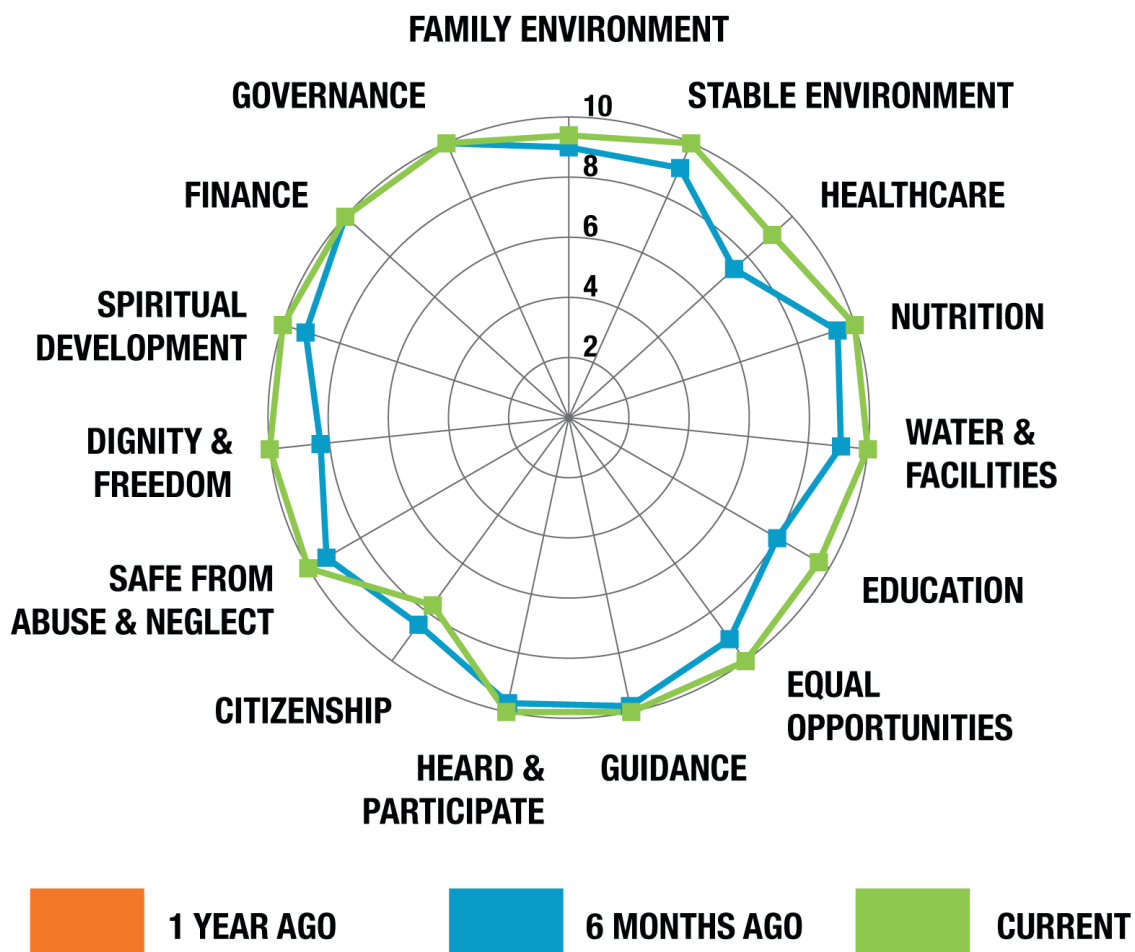 FAMILY ENVIRONMENT
GOVERNANCE
STABLE ENVIRONMENT
10
FINANCE
8
HEALTHCARE
6
SPIRITUAL
DEVELOPMENT
4
NUTRITION
2
DIGNITY &
FREEDOM
WATER &
FACILITIES
SAFE FROM
ABUSE & NEGLECT
EDUCATION
CITIZENSHIP
EQUAL
OPPORTUNITIES
HEARD &
PARTICIPATE
GUIDANCE
1 YEAR AGO
6 MONTHS AGO
CURRENT